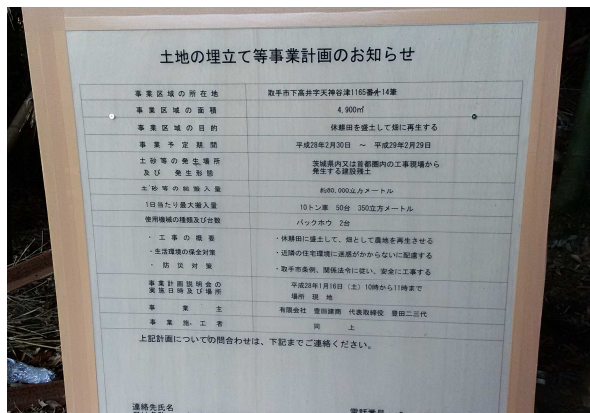 土地の埋立て等事業計画のお知らせ
事業区域の所在地 取手市下高井字天神谷津1165番 14筆
事業区域の面積 4,900㎡
事業区域の目的 休耕田を盛土して畑に再生する
事業予定期間 平成28年2月30日 ～ 平成29年2月29日
土砂等の発生場所 茨城県内又は首都圏内の工事現場から
及び 発生形態 発生する建設残土
土砂等の総搬入量 約80,000立方メートル
1日当たり最大搬入量 10トン車 50台 350立方メートル
使用機械の種類及び台数 バックホウ 2台
・工事の概要 ・休耕田に盛土して、畑として農地を再生させる
・生活環境の保全対策 ・近隣の住宅環境に迷惑がかからないに配慮する
・防災対策 ・取手市条例、関係法令に従い、安全に工事する
事業計画説明会の 平成28年1月16日（土）10時から11時まで
実施日時及び場所 場所 現地
事業主 有限会社 豊田建商 代表取締役 豊田二三代
事業施工者 同上
上記計画についての問合わせは、下記までご連絡ください。
連絡先氏名